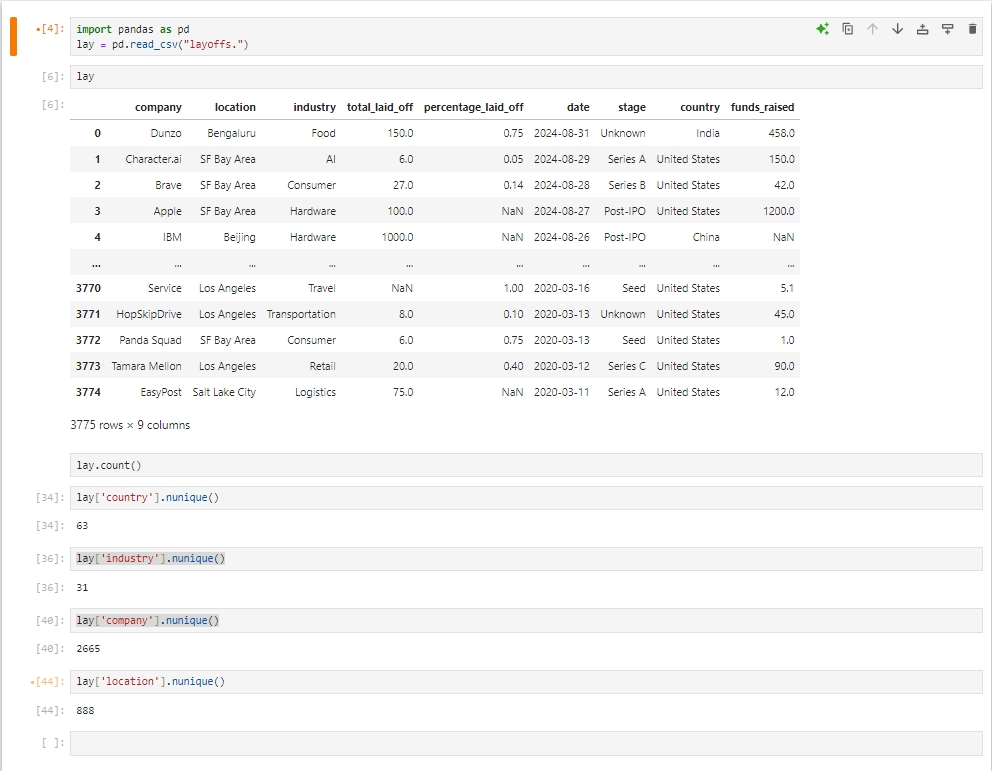 •[4]: import pandas as pd
lay = pd.read_csv("layoffs.")
[6]: lay
[6]: company location industry total_laid_off percentage_laid_off date stage country funds_raised
0 Dunzo Bengaluru Food 150.0 0.75 2024-08-31 Unknown India 458.0
1 Character.ai SF Bay Area AI 6.0 0.05 2024-08-29 Series A United States 150.0
2 Brave SF Bay Area Consumer 27.0 0.14 2024-08-28 Series B United States 42.0
3 Apple SF Bay Area Hardware 100.0 NaN 2024-08-27 Post-IPO United States 1200.0
4 IBM Beijing Hardware 1000.0 NaN 2024-08-26 Post-IPO China NaN
... ... ... ... ... ... ... ... ... ...
3770 Service Los Angeles Travel NaN 1.00 2020-03-16 Seed United States 5.1
3771 HopSkipDrive Los Angeles Transportation 8.0 0.10 2020-03-13 Unknown United States 45.0
3772 Panda Squad SF Bay Area Consumer 6.0 0.75 2020-03-13 Seed United States 1.0
3773 Tamara Mellon Los Angeles Retail 20.0 0.40 2020-03-12 Series C United States 90.0
3774 EasyPost Salt Lake City Logistics 75.0 NaN 2020-03-11 Series A United States 12.0
3775 rows × 9 columns
lay.count()
[34]: lay['country'].nunique()
[34]: 63
[36]: lay['industry'].nunique()
[36]: 31
[40]: lay['company'].nunique()
[40]: 2665
•[44]: lay['location'].nunique()
[44]: 888
[ ]: